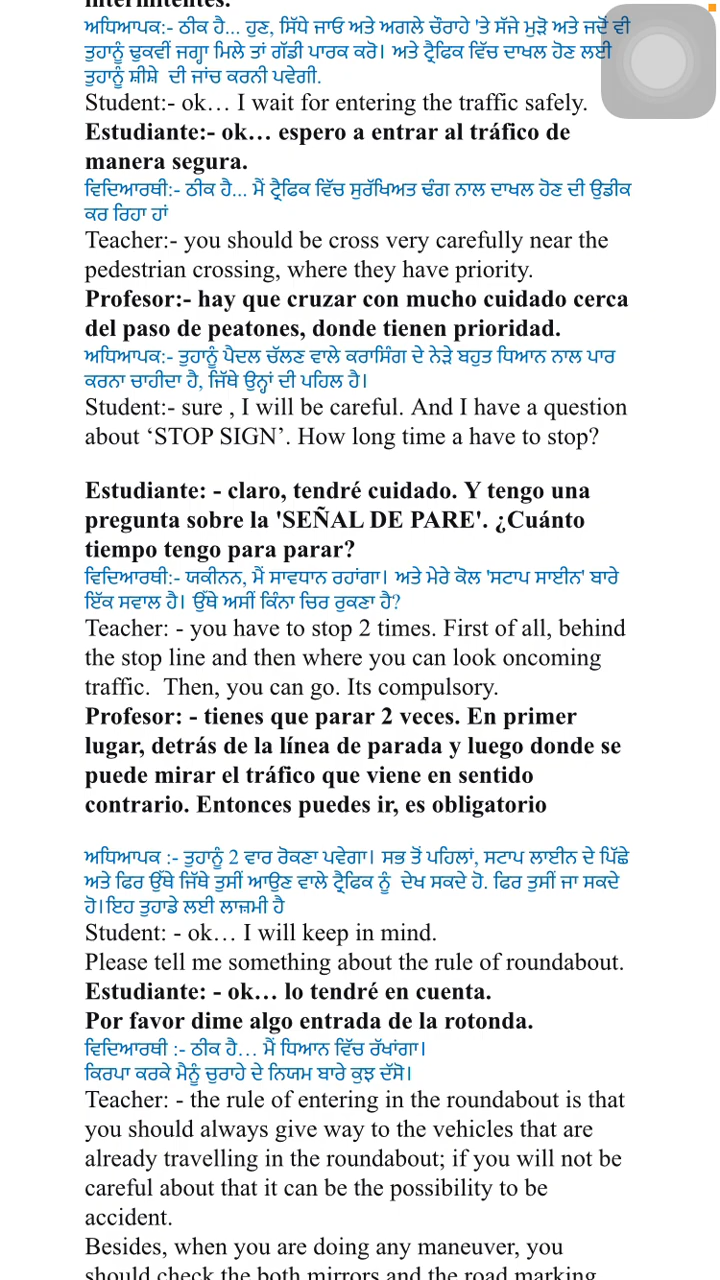 intermitentes.
ਅਧਿਆਪਕ:- ਠੀਕ ਹੈ... ਹੁਣ, ਸਿੱਧੇ ਜਾਓ ਅਤੇ ਅਗਲੇ ਚੌਰਾਹੇ 'ਤੇ ਸੱਜੇ ਮੁੜੋ ਅਤੇ ਜਦੋਂ ਵੀ
ਤੁਹਾਨੂੰ ਢੁਕਵੀਂ ਜਗ੍ਹਾ ਮਿਲੇ ਤਾਂ ਗੱਡੀ ਪਾਰਕ ਕਰੋ। ਅਤੇ ਟ੍ਰੈਫਿਕ ਵਿੱਚ ਦਾਖਲ ਹੋਣ ਲਈ
ਤੁਹਾਨੂੰ ਸ਼ੀਸ਼ੇ ਦੀ ਜਾਂਚ ਕਰਨੀ ਪਵੇਗੀ.
Student:- ok… I wait for entering the traffic safely.
Estudiante:- ok… espero a entrar al tráfico de
manera segura.
ਵਿਦਿਆਰਥੀ:- ਠੀਕ ਹੈ... ਮੈਂ ਟ੍ਰੈਫਿਕ ਵਿੱਚ ਸੁਰੱਖਿਅਤ ਢੰਗ ਨਾਲ ਦਾਖਲ ਹੋਣ ਦੀ ਉਡੀਕ
ਕਰ ਰਿਹਾ ਹਾਂ
Teacher:- you should be cross very carefully near the
pedestrian crossing, where they have priority.
Profesor:- hay que cruzar con mucho cuidado cerca
del paso de peatones, donde tienen prioridad.
ਅਧਿਆਪਕ:- ਤੁਹਾਨੂੰ ਪੈਦਲ ਚੱਲਣ ਵਾਲੇ ਕਰਾਸਿੰਗ ਦੇ ਨੇੜੇ ਬਹੁਤ ਧਿਆਨ ਨਾਲ ਪਾਰ
ਕਰਨਾ ਚਾਹੀਦਾ ਹੈ, ਜਿੱਥੇ ਉਨ੍ਹਾਂ ਦੀ ਪਹਿਲ ਹੈ।
Student:- sure , I will be careful. And I have a question
about ‘STOP SIGN’. How long time a have to stop?
Estudiante: - claro, tendré cuidado. Y tengo una
pregunta sobre la 'SEÑAL DE PARE'. ¿Cuánto
tiempo tengo para parar?
ਵਿਦਿਆਰਥੀ:- ਯਕੀਨਨ, ਮੈਂ ਸਾਵਧਾਨ ਰਹਾਂਗਾ। ਅਤੇ ਮੇਰੇ ਕੋਲ 'ਸਟਾਪ ਸਾਈਨ' ਬਾਰੇ
ਇੱਕ ਸਵਾਲ ਹੈ। ਉੱਥੇ ਅਸੀਂ ਕਿੰਨਾ ਚਿਰ ਰੁਕਣਾ ਹੈ?
Teacher: - you have to stop 2 times. First of all, behind
the stop line and then where you can look oncoming
traffic. Then, you can go. Its compulsory.
Profesor: - tienes que parar 2 veces. En primer
lugar, detrás de la línea de parada y luego donde se
puede mirar el tráfico que viene en sentido
contrario. Entonces puedes ir, es obligatorio
ਅਧਿਆਪਕ :- ਤੁਹਾਨੂੰ 2 ਵਾਰ ਰੋਕਣਾ ਪਵੇਗਾ। ਸਭ ਤੋਂ ਪਹਿਲਾਂ, ਸਟਾਪ ਲਾਈਨ ਦੇ ਪਿੱਛੇ
ਅਤੇ ਫਿਰ ਉੱਥੇ ਜਿੱਥੇ ਤੁਸੀਂ ਆਉਣ ਵਾਲੇ ਟ੍ਰੈਫਿਕ ਨੂੰ ਦੇਖ ਸਕਦੇ ਹੋ. ਫਿਰ ਤੁਸੀਂ ਜਾ ਸਕਦੇ
ਹੋ।ਇਹ ਤੁਹਾਡੇ ਲਈ ਲਾਜ਼ਮੀ ਹੈ
Student: - ok… I will keep in mind.
Please tell me something about the rule of roundabout.
Estudiante: - ok… lo tendré en cuenta.
Por favor dime algo entrada de la rotonda.
ਵਿਦਿਆਰਥੀ :- ਠੀਕ ਹੈ… ਮੈਂ ਧਿਆਨ ਵਿੱਚ ਰੱਖਾਂਗਾ।
ਕਿਰਪਾ ਕਰਕੇ ਮੈਨੂੰ ਚੁਰਾਹੇ ਦੇ ਨਿਯਮ ਬਾਰੇ ਕੁਝ ਦੱਸੋ।
Teacher: - the rule of entering in the roundabout is that
you should always give way to the vehicles that are
already travelling in the roundabout; if you will not be
careful about that it can be the possibility to be
accident.
Besides, when you are doing any maneuver, you
should check the both mirrors and the road marking